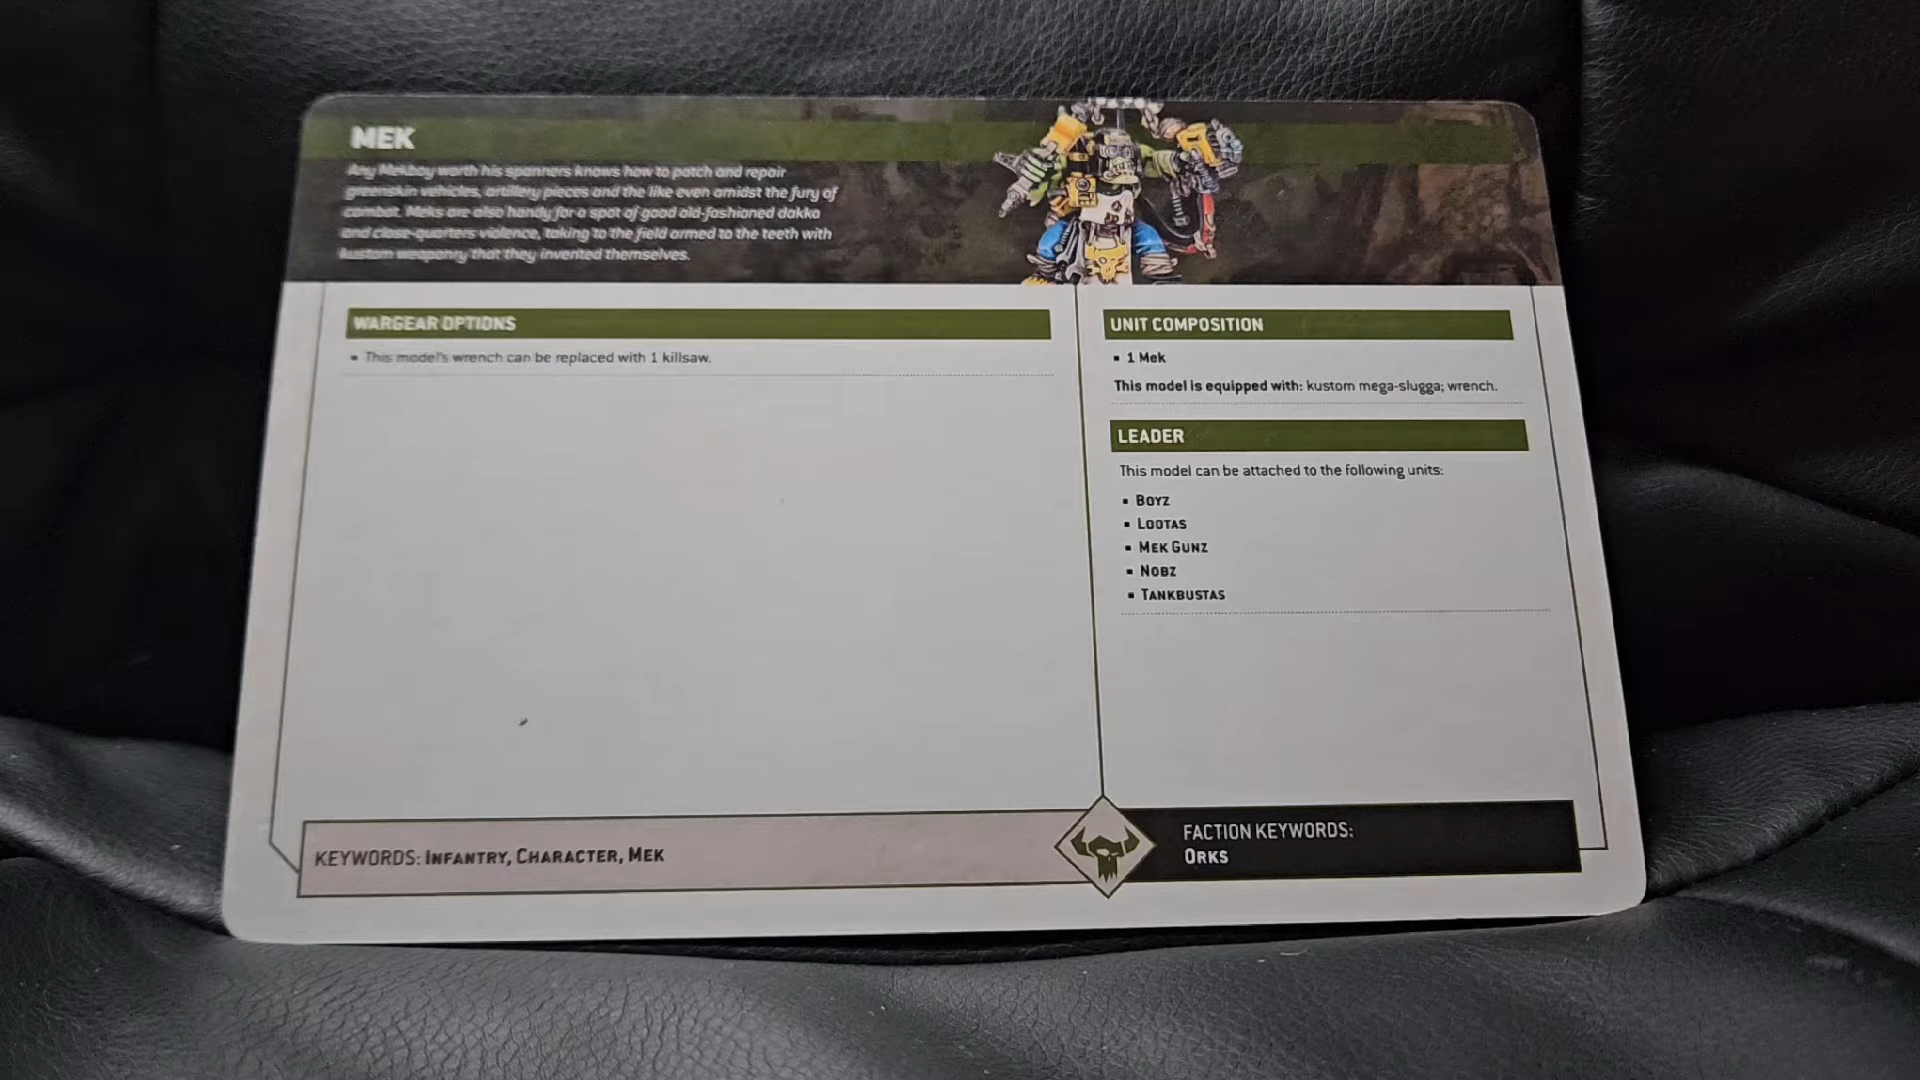 MEK
Any Mekboy worth his spanners knows how to patch and repair
greenskin vehicles, artillery pieces and the like even amidst the fury of
combat. Meks are also handy for a spot of good old-fashioned dakka
and close-quarters violence, taking to the field armed to the teeth with
kustom weaponry that they invented themselves.
WARGEAR OPTIONS
▪ This model's wrench can be replaced with 1 killsaw.
UNIT COMPOSITION
▪ 1 Mek
This model is equipped with: kustom mega-slugga; wrench.
LEADER
This model can be attached to the following units:
▪ BOYZ
▪ LOOTAS
▪ MEK GUNZ
▪ NOBZ
▪ TANKBUSTAS
KEYWORDS: INFANTRY, CHARACTER, MEK
FACTION KEYWORDS:
ORKS